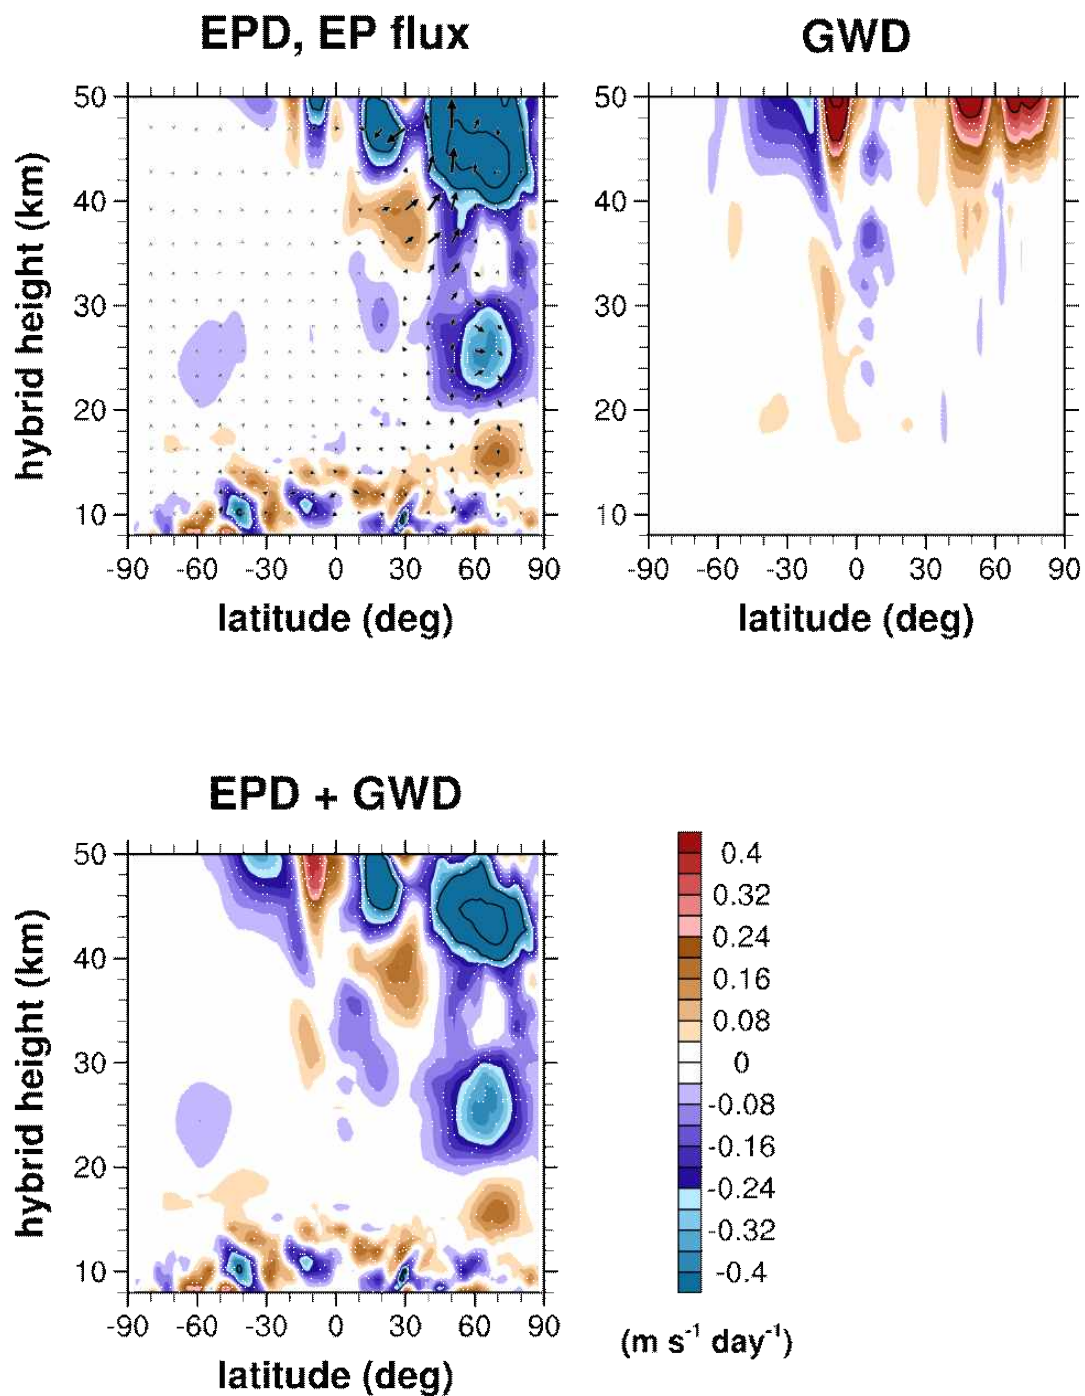 EPD, EP flux
GWD
50
40
30
20
10
hybrid height (km)
-90 -60 -30 0 30 60 90
latitude (deg)
50
40
30
20
10
hybrid height (km)
-90 -60 -30 0 30 60 90
latitude (deg)
EPD + GWD
50
40
30
20
10
hybrid height (km)
-90 -60 -30 0 30 60 90
latitude (deg)
0.4
0.32
0.24
0.16
0.08
0
-0.08
-0.16
-0.24
-0.32
-0.4
(m s⁻¹ day⁻¹)